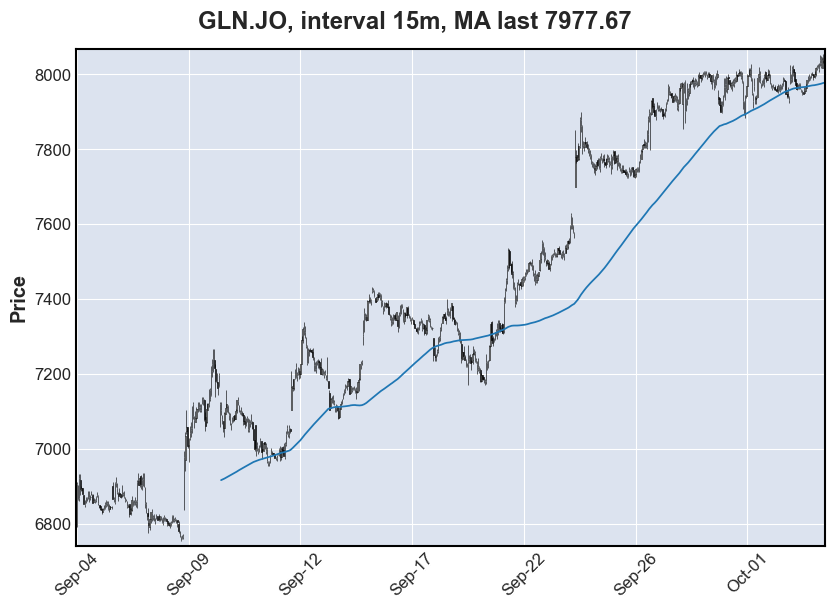 GLN.JO, interval 15m, MA last 7977.67
Price
8000
7800
7600
7400
7200
7000
6800
Sep-04
Sep-09
Sep-12
Sep-17
Sep-22
Sep-26
Oct-01